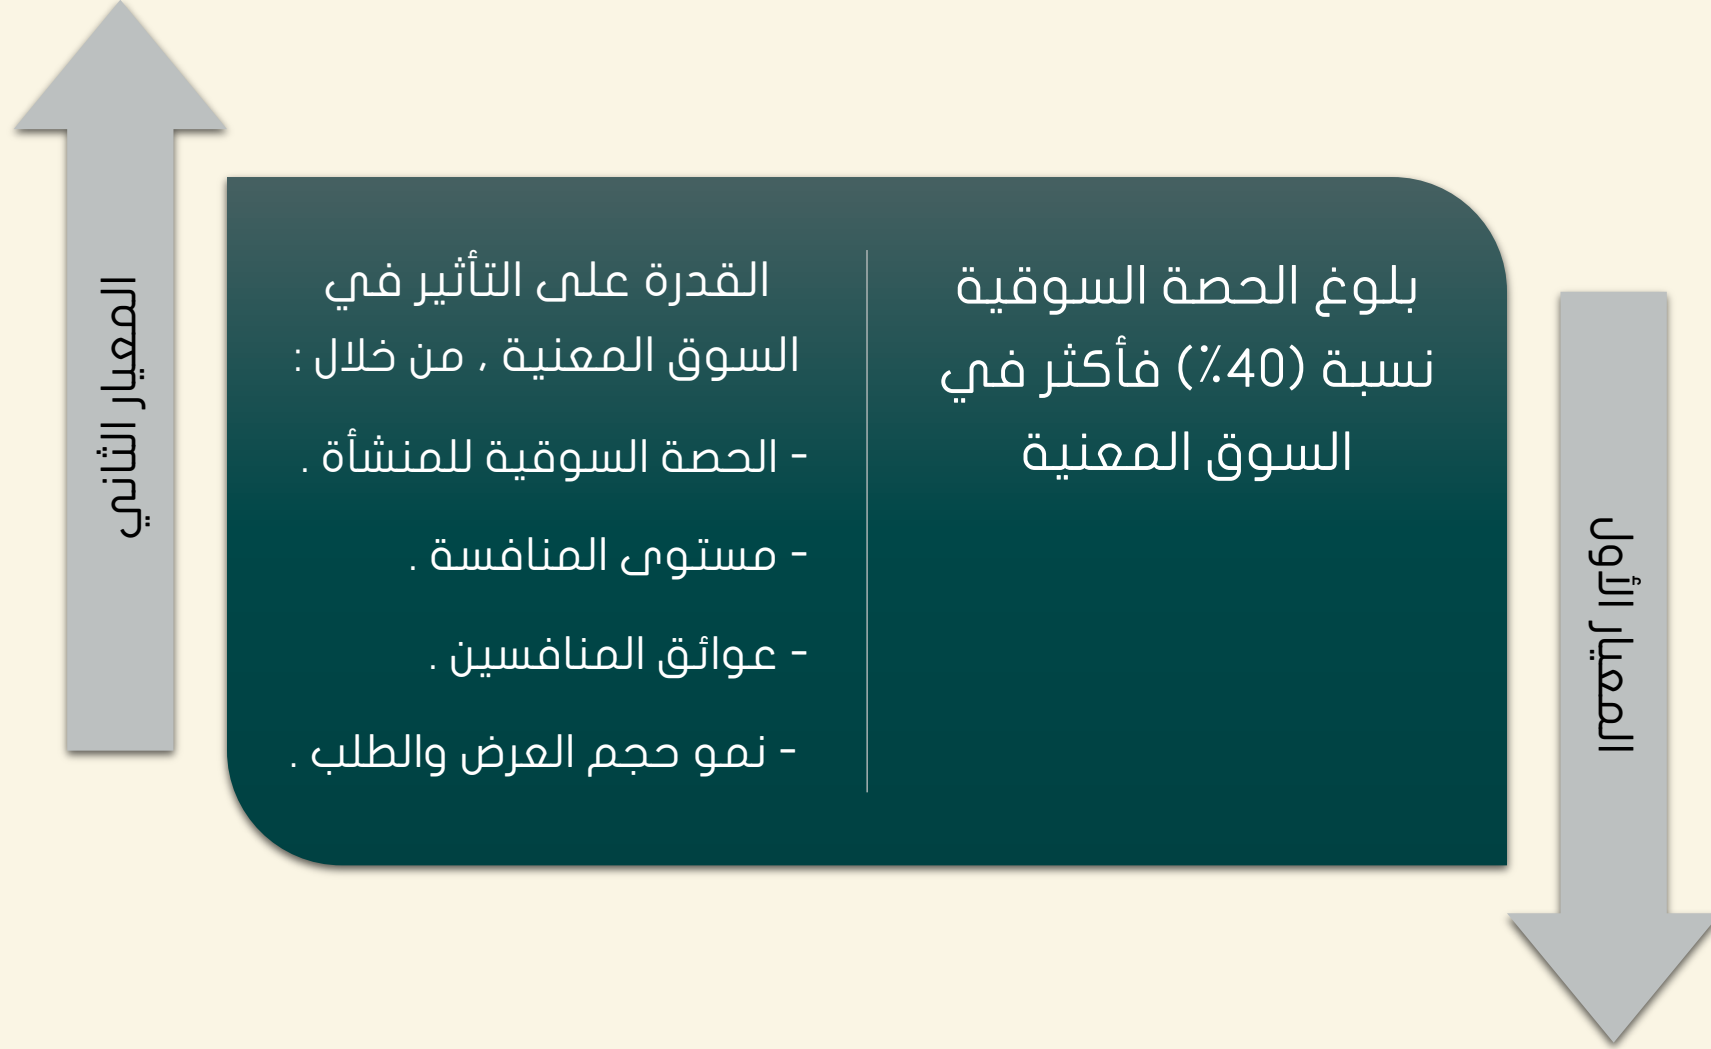 المعيار الأول
بلوغ الحصة السوقية
نسبة (40٪) فأكثر في
السوق المعنية
المعيار الثاني
القدرة على التأثير في
السوق المعنية ، من خلال :
- الحصة السوقية للمنشأة .
- مستوى المنافسة .
- عوائق المنافسين .
- نمو حجم العرض والطلب .